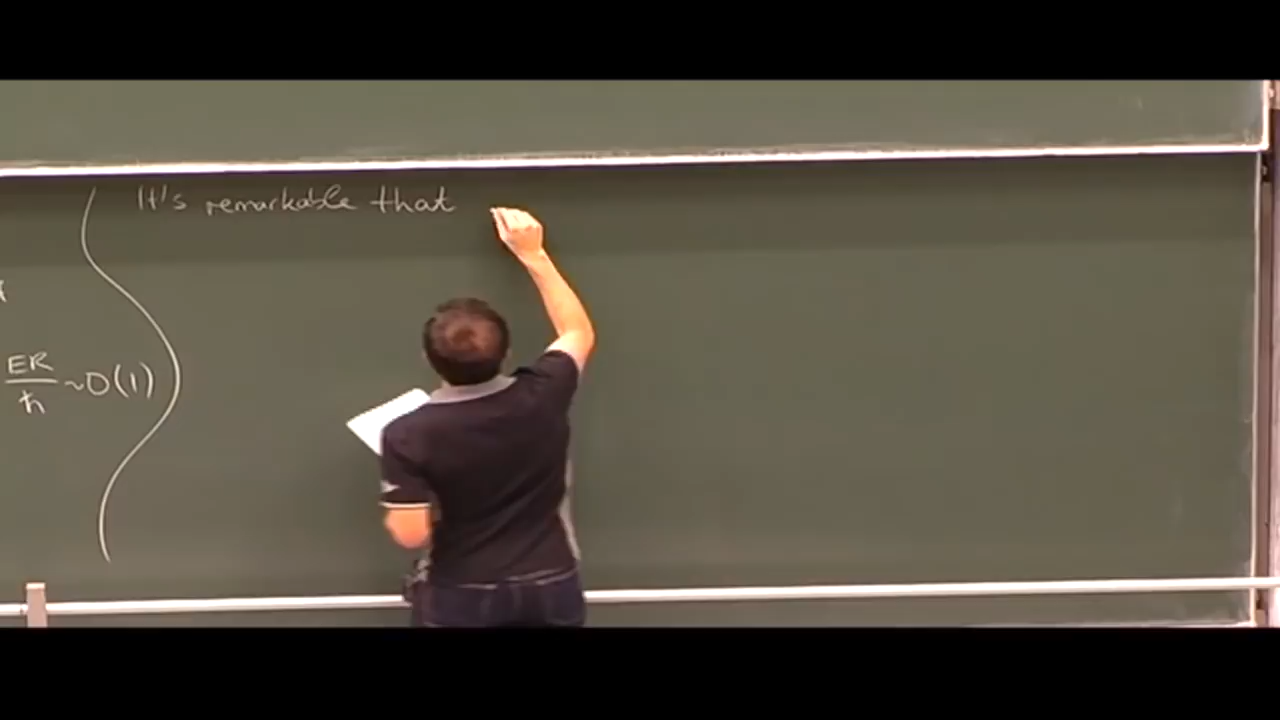 It's remarkable that
ER
/ħ ~O(1)